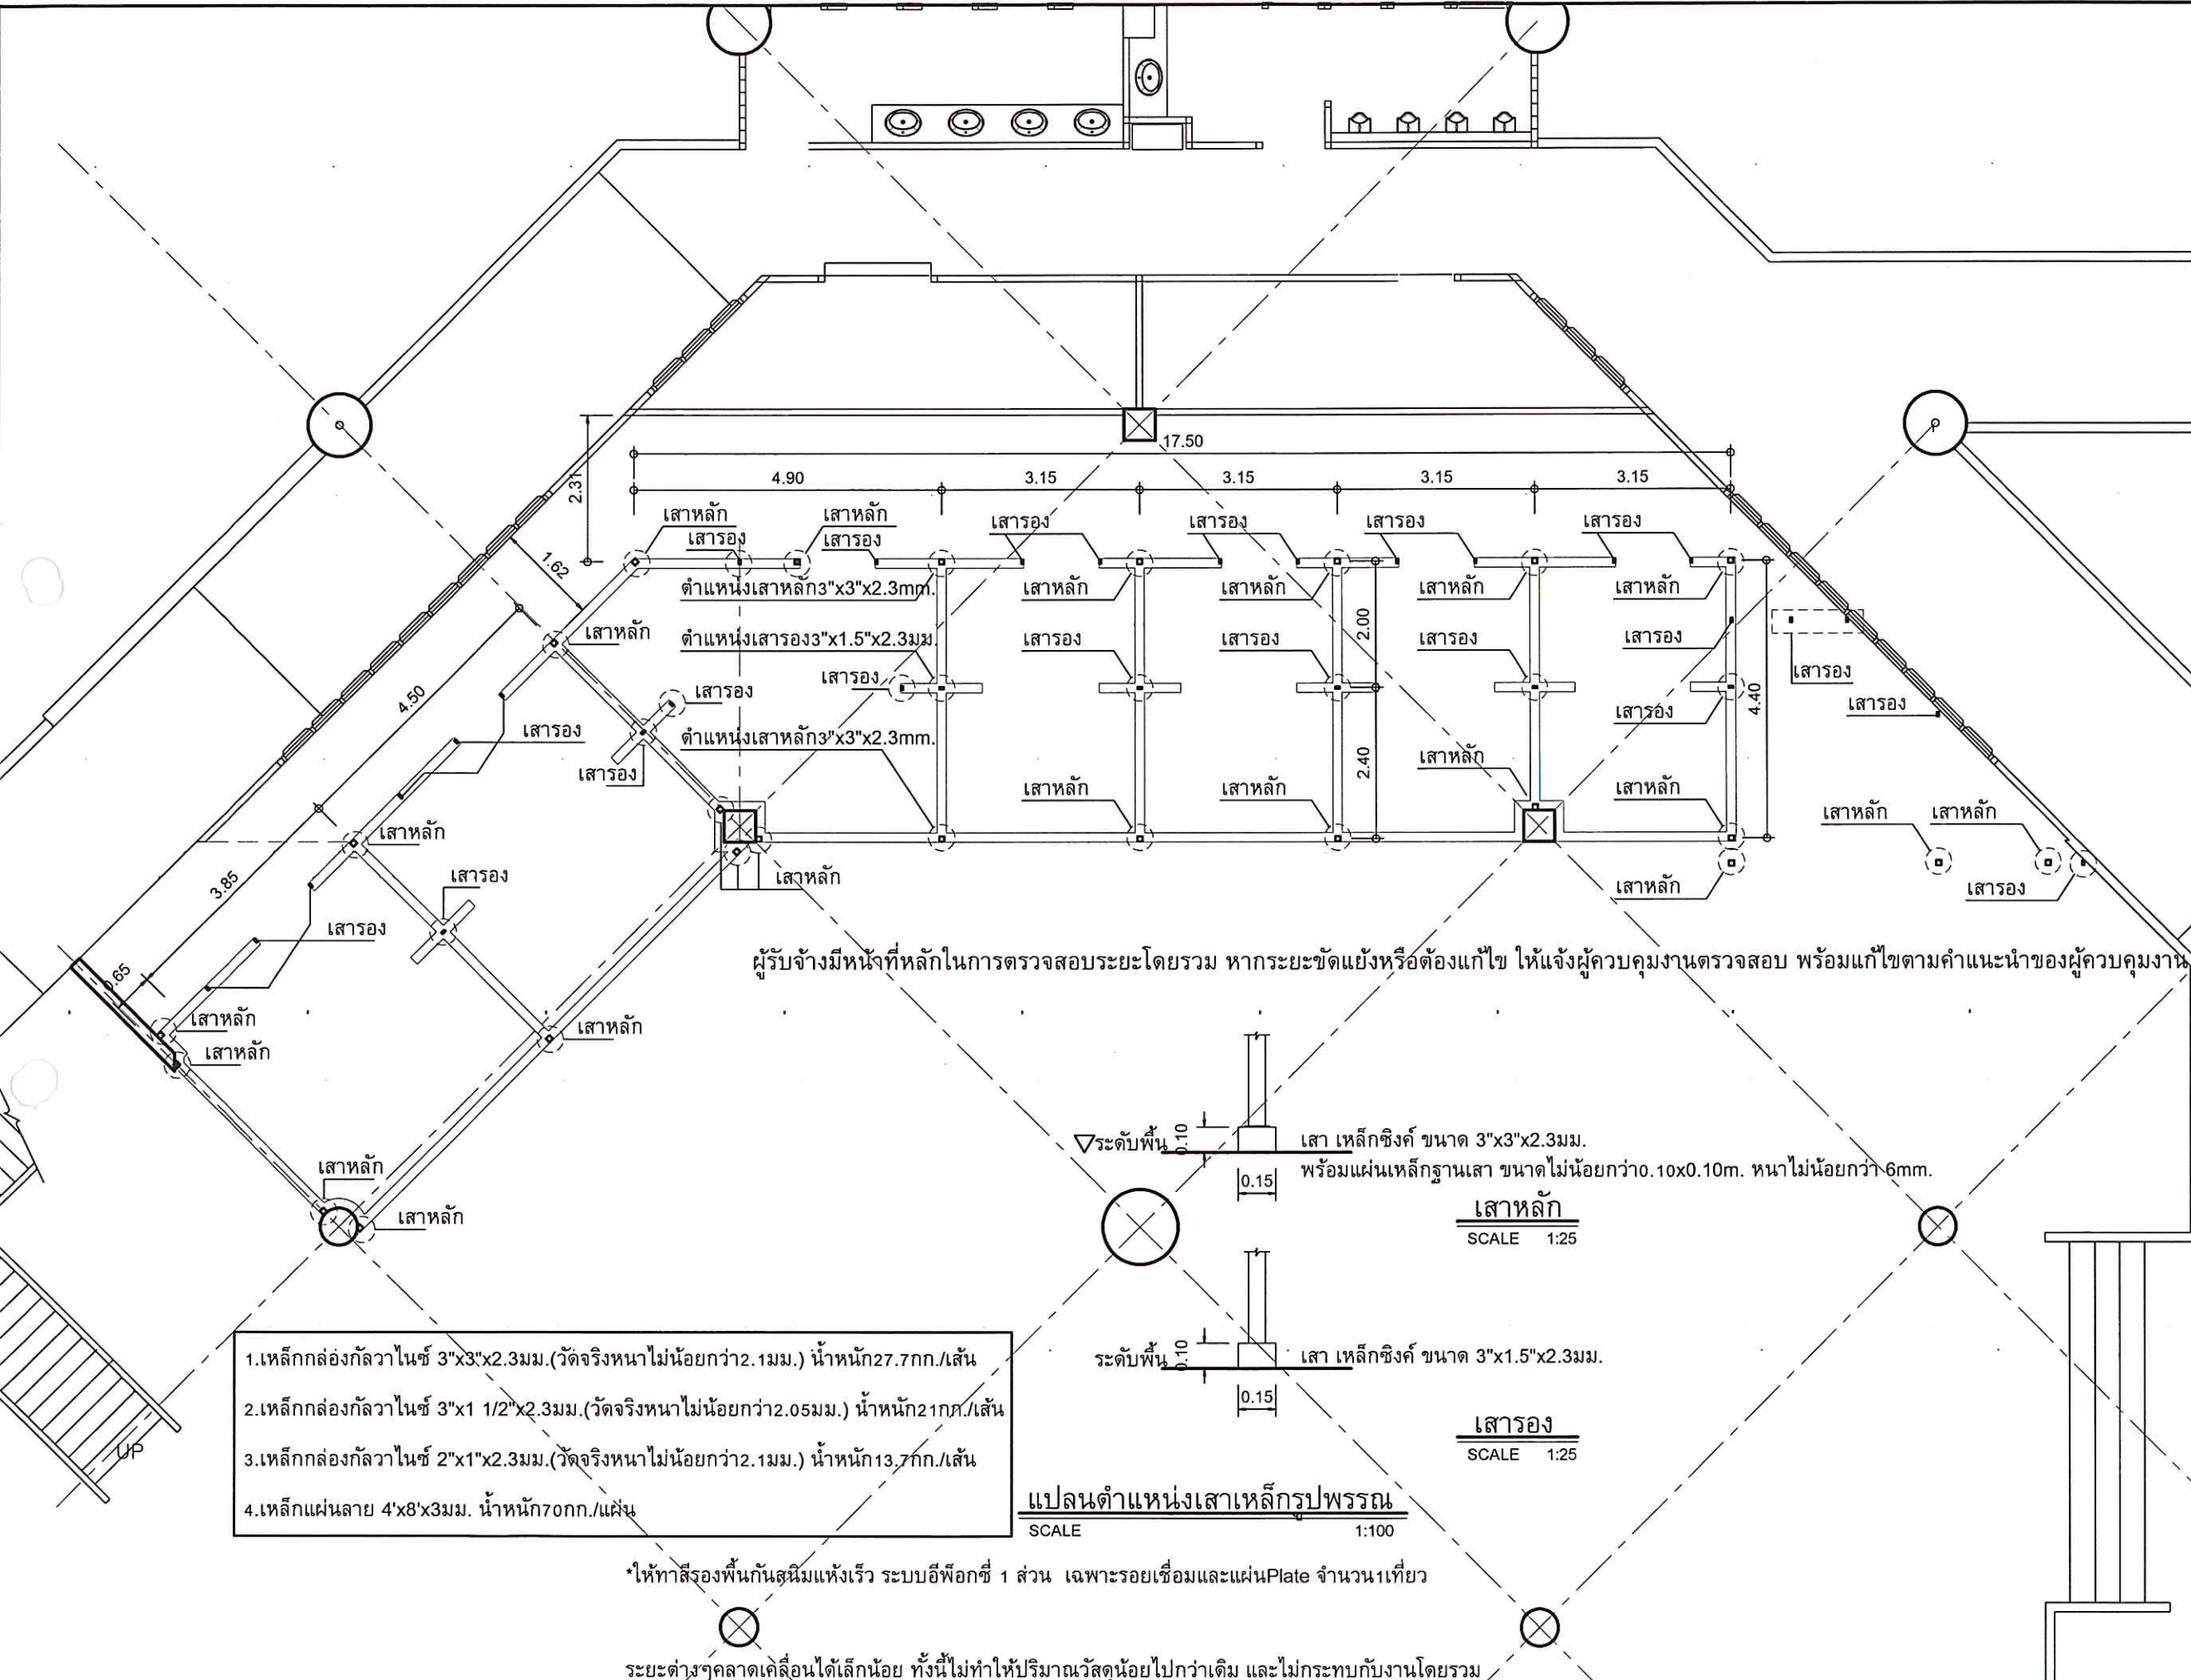 17.50
4.90
3.15
3.15
3.15
3.15
2.31
เสาหลัก
เสาหลัก
เสารอง
เสารอง
เสารอง
เสารอง
เสารอง
เสารอง
1.62
ตำแหน่งเสาหลัก3"x3"x2.3mm.
เสาหลัก
เสาหลัก
เสาหลัก
เสาหลัก
เสาหลัก
2.00
ตำแหน่งเสารอง3"x1.5"x2.3มม.
เสารอง
เสารอง
เสารอง
เสารอง
เสารอง
เสารอง
เสารอง
เสารอง
4.50
4.40
เสารอง
เสารอง
ตำแหน่งเสาหลัก3"x3"x2.3mm.
เสารอง
2.40
เสาหลัก
เสาหลัก
เสาหลัก
เสาหลัก
เสาหลัก
เสาหลัก
เสาหลัก
3.85
เสารอง
เสาหลัก
เสาหลัก
เสารอง
เสารอง
ผู้รับจ้างมีหน้าที่หลักในการตรวจสอบระยะโดยรวม หากระยะขัดแย้งหรือต้องแก้ไข ให้แจ้งผู้ควบคุมงานตรวจสอบ พร้อมแก้ไขตามคำแนะนำของผู้ควบคุมงาน
0.65
เสาหลัก
เสาหลัก
เสาหลัก
เสาหลัก
เสาหลัก
ระดับพื้น
0.10
0.15
เสา เหล็กซิงค์ ขนาด 3"x3"x2.3มม.
พร้อมแผ่นเหล็กฐานเสา ขนาดไม่น้อยกว่า0.10x0.10m. หนาไม่น้อยกว่า 6mm.
เสาหลัก
SCALE 1:25
ระดับพื้น
0.10
0.15
เสา เหล็กซิงค์ ขนาด 3"x1.5"x2.3มม.
เสารอง
SCALE 1:25
1.เหล็กกล่องกัลวาไนซ์ 3"x3"x2.3มม.(วัดจริงหนาไม่น้อยกว่า2.1มม.) น้ำหนัก27.7กก./เส้น
2.เหล็กกล่องกัลวาไนซ์ 3"x1 1/2"x2.3มม.(วัดจริงหนาไม่น้อยกว่า2.05มม.) น้ำหนัก21กก./เส้น
3.เหล็กกล่องกัลวาไนซ์ 2"x1"x2.3มม.(วัดจริงหนาไม่น้อยกว่า2.1มม.) น้ำหนัก13.7กก./เส้น
4.เหล็กแผ่นลาย 4'x8'x3มม. น้ำหนัก70กก./แผ่น
UP
แปลนตำแหน่งเสาเหล็กรูปพรรณ
SCALE 1:100
*ให้ทาสีรองพื้นกันสนิมแห้งเร็ว ระบบอีพ็อกซี่ 1 ส่วน เฉพาะรอยเชื่อมและแผ่นPlate จำนวน1เที่ยว
ระยะต่างๆคลาดเคลื่อนได้เล็กน้อย ทั้งนี้ไม่ทำให้ปริมาณวัสดุน้อยไปกว่าเดิม และไม่กระทบกับงานโดยรวม